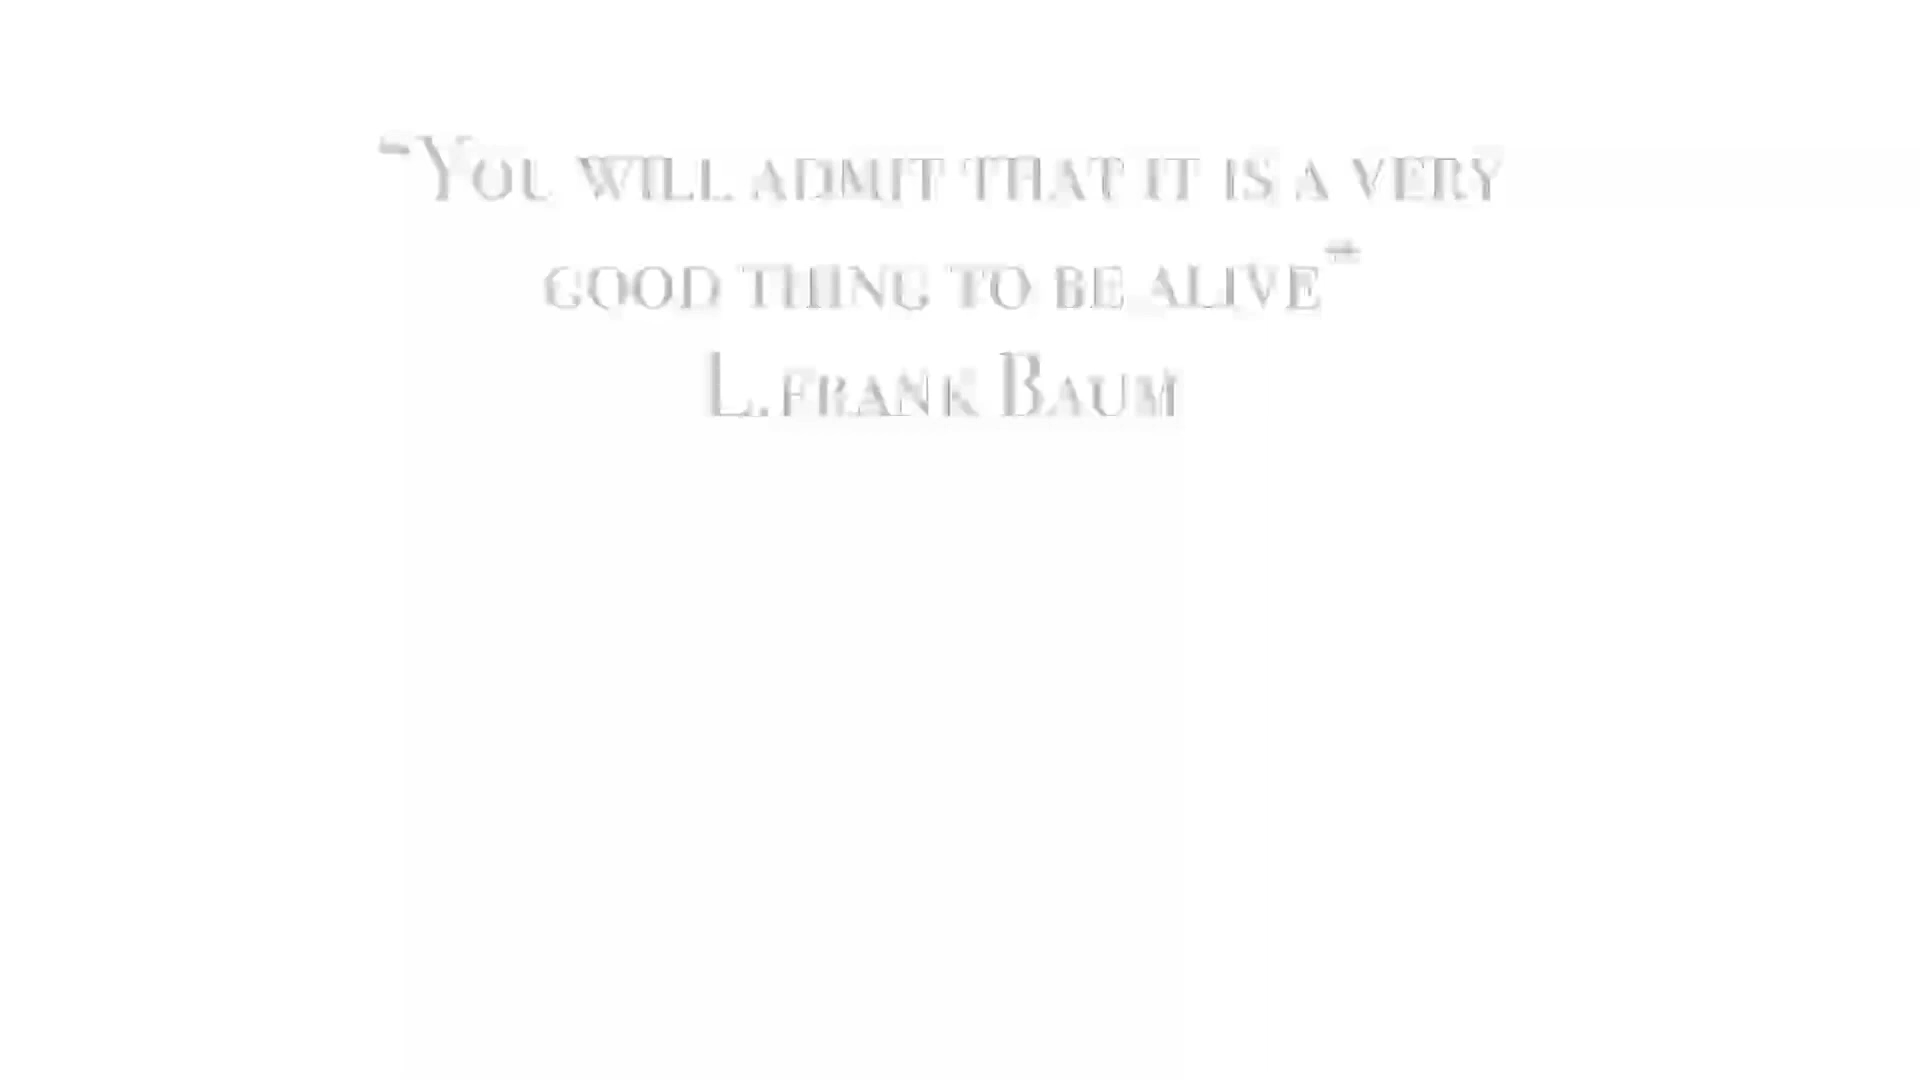 “You will admit that it is a very
good thing to be alive”
L.frank Baum